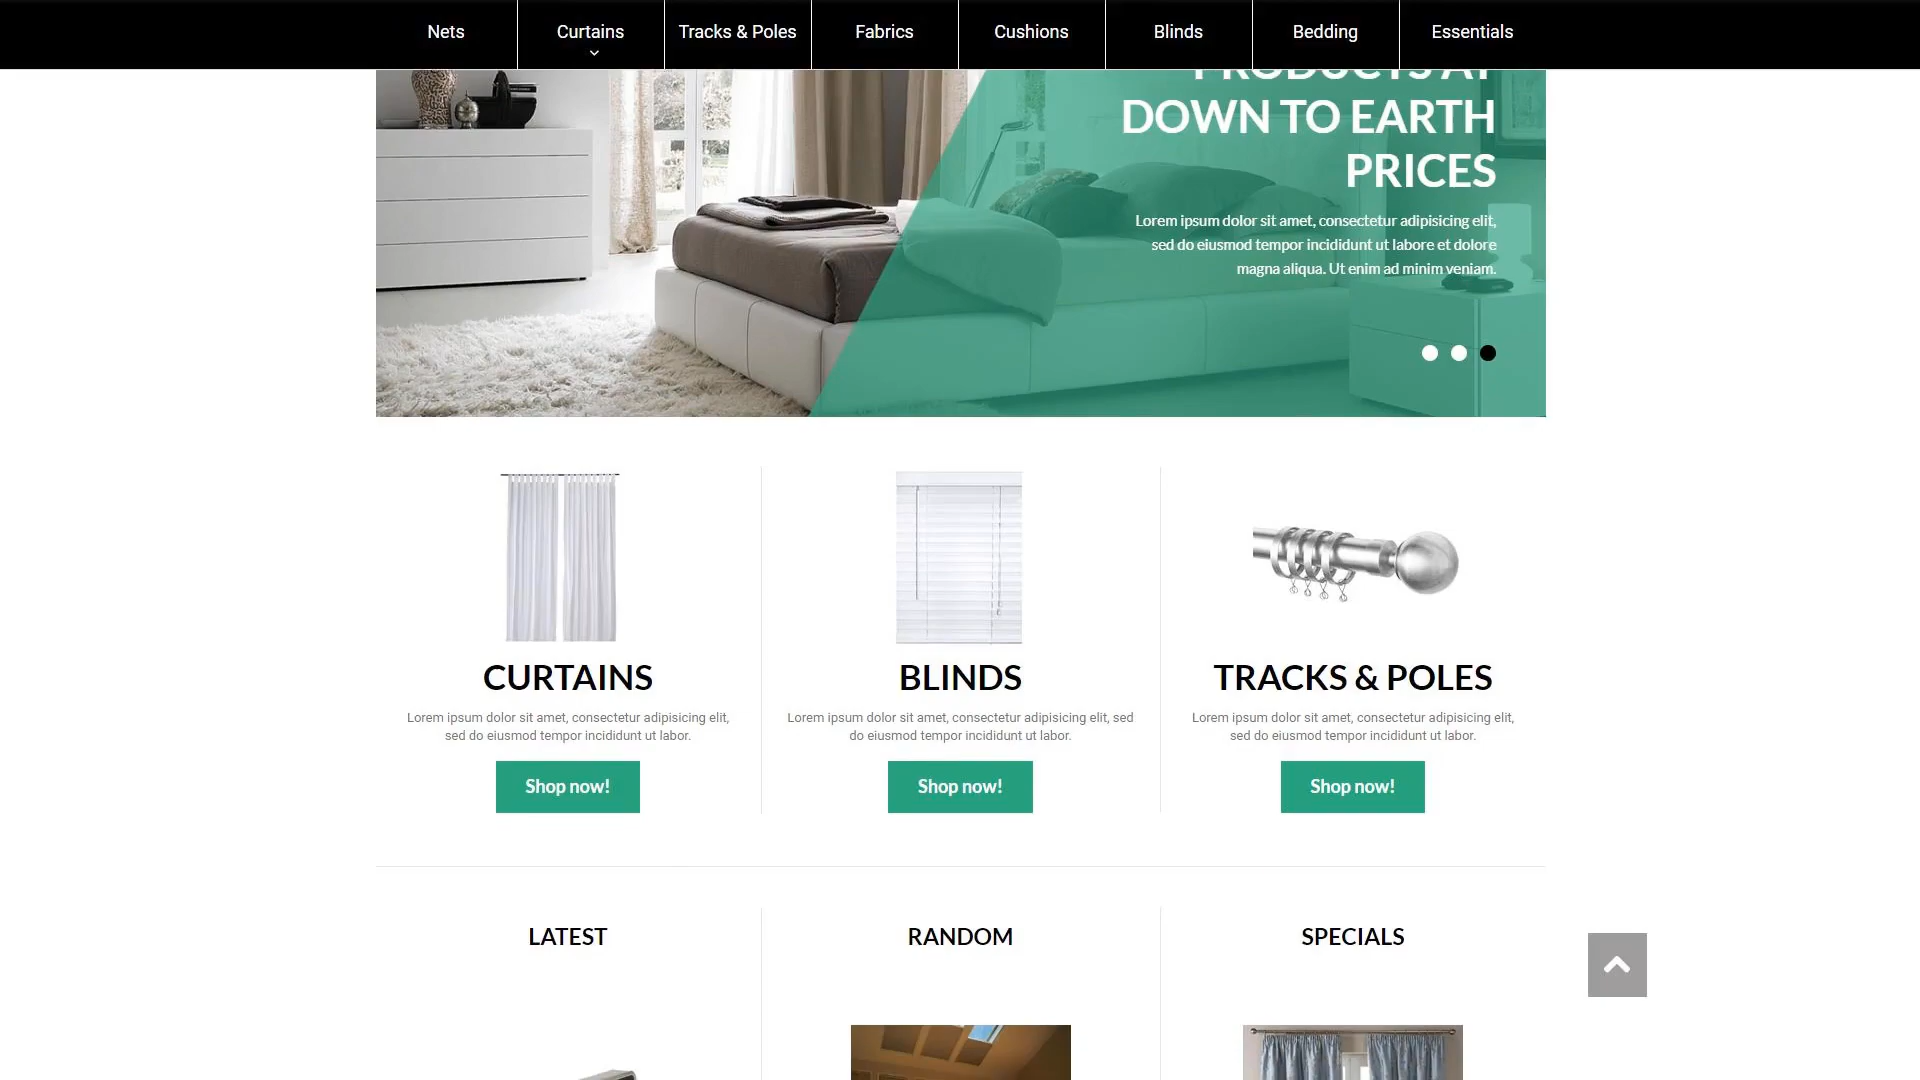 Nets
Curtains
Tracks & Poles
Fabrics
Cushions
Blinds
Bedding
Essentials
PRODUCTS AT
DOWN TO EARTH
PRICES
Lorem ipsum dolor sit amet, consectetur adipisicing elit,
sed do eiusmod tempor incididunt ut labore et dolore
magna aliqua. Ut enim ad minim veniam.
CURTAINS
Lorem ipsum dolor sit amet, consectetur adipisicing elit,
sed do eiusmod tempor incididunt ut labor.
Shop now!
BLINDS
Lorem ipsum dolor sit amet, consectetur adipisicing elit, sed
do eiusmod tempor incididunt ut labor.
Shop now!
TRACKS & POLES
Lorem ipsum dolor sit amet, consectetur adipisicing elit,
sed do eiusmod tempor incididunt ut labor.
Shop now!
LATEST
RANDOM
SPECIALS